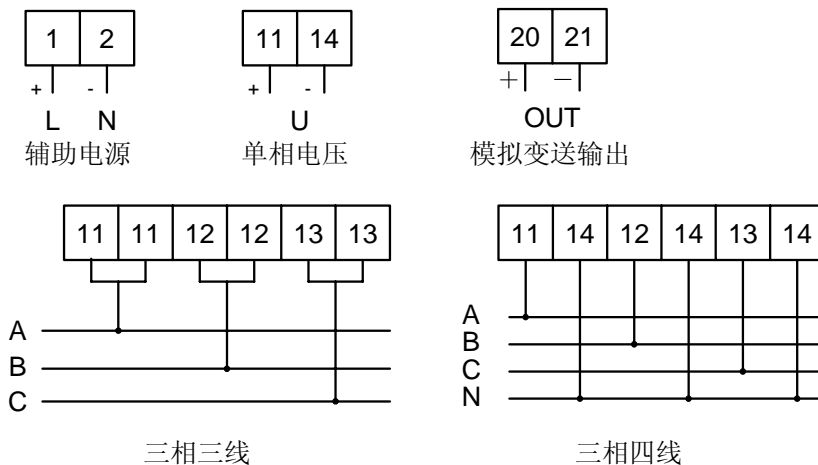 1 2
11 14
20 21
+ -
+ -
+ −
L N
U
OUT
辅助电源
单相电压
模拟变送输出
11 11 12 12 13 13
A
B
C
三相三线
11 14 12 14 13 14
A
B
C
N
三相四线